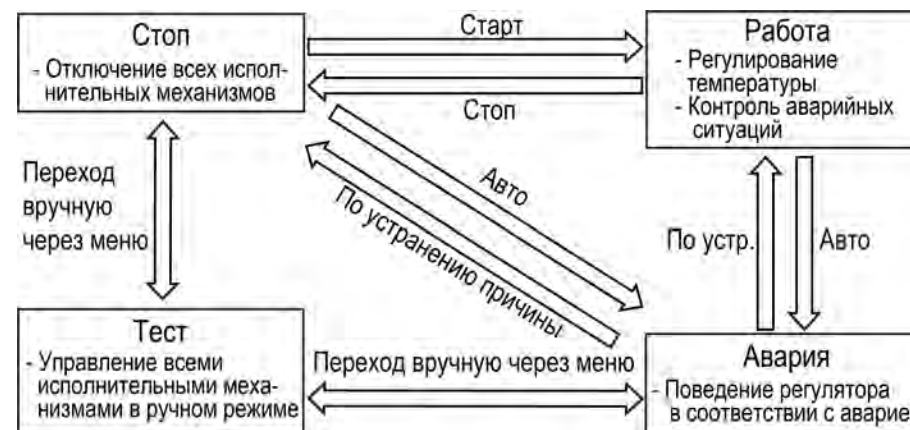 Стоп
- Отключение всех испол-
нительных механизмов
Старт
Стоп
Работа
- Регулирование
температуры
- Контроль аварийных
ситуаций
Переход
вручную
через меню
Авто
По устранению причины
По устр.
Авто
Тест
- Управление всеми
исполнительными меха-
низмами в ручном режиме
Переход вручную через меню
Авария
- Поведение регулятора
в соответствии с аварие